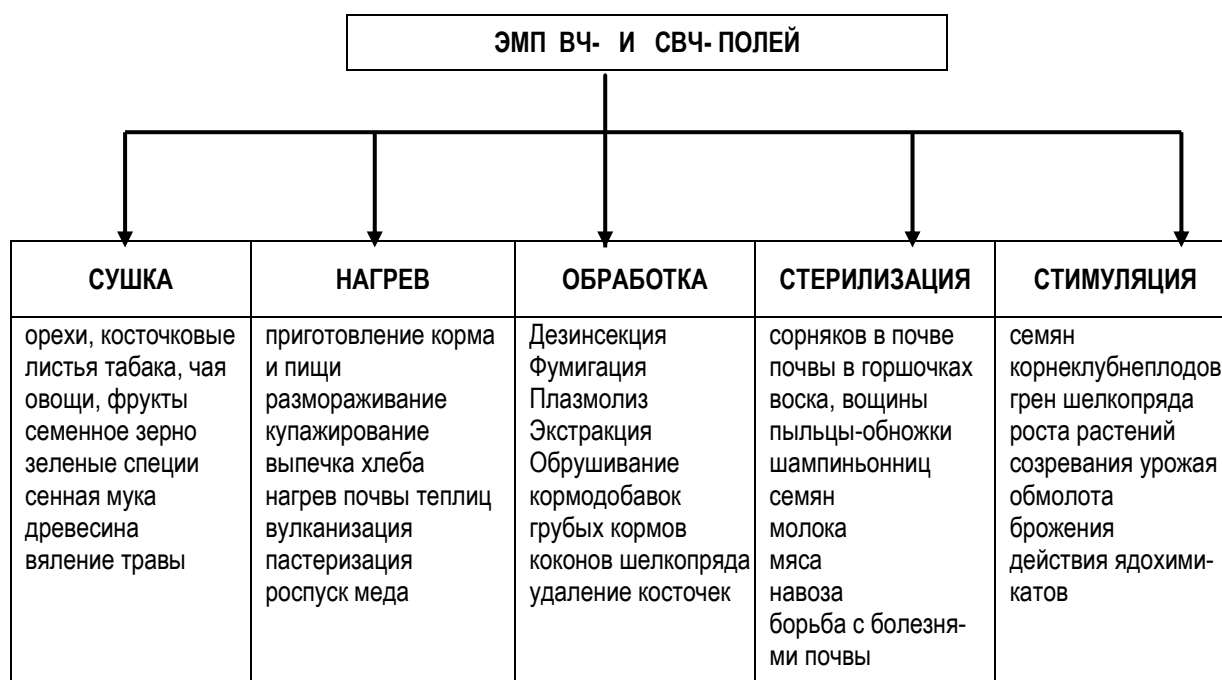 ЭМП ВЧ- И СВЧ- ПОЛЕЙ
СУШКА
орехи, косточковые
листья табака, чая
овощи, фрукты
семенное зерно
зеленые специи
сенная мука
древесина
вяление травы
НАГРЕВ
приготовление корма
и пищи
размораживание
купажирование
выпечка хлеба
нагрев почвы теплиц
вулканизация
пастеризация
роспуск меда
ОБРАБОТКА
Дезинсекция
Фумигация
Плазмолиз
Экстракция
Обрушивание
кормодобавок
грубых кормов
коконов шелкопряда
удаление косточек
СТЕРИЛИЗАЦИЯ
сорняков в почве
почвы в горшочках
воска, вощины
пыльцы-обножки
шампиньонниц
семян
молока
мяса
навоза
борьба с болезня-
ми почвы
СТИМУЛЯЦИЯ
семян
корнеклубнеплодов
грен шелкопряда
роста растений
созревания урожая
обмолота
брожения
действия ядохими-
катов